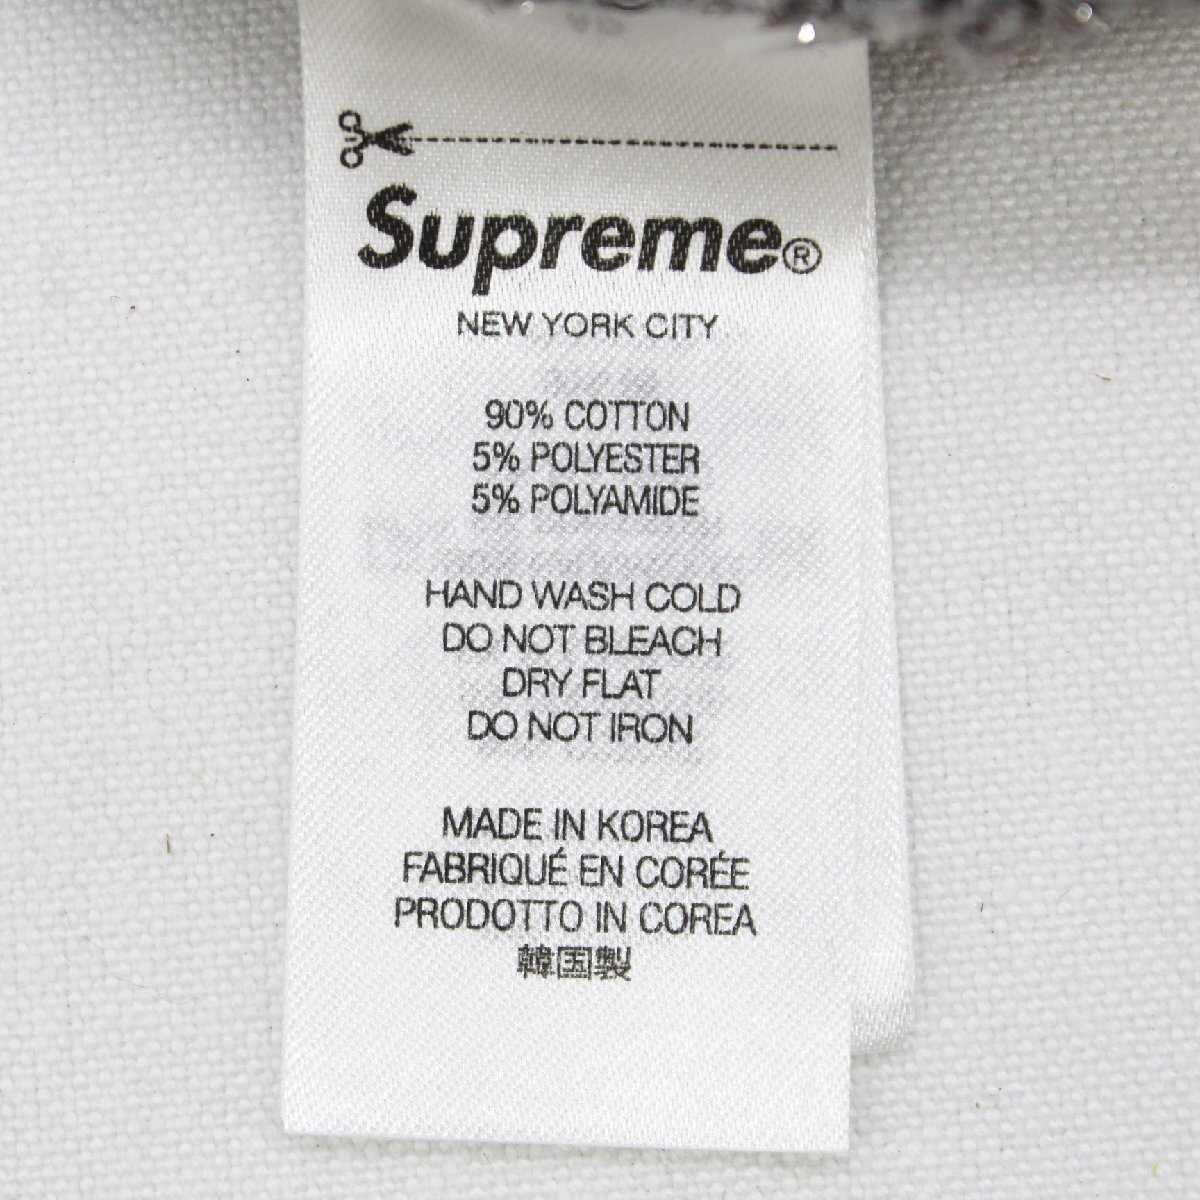 Supreme®
NEW YORK CITY
90% COTTON
5% POLYESTER
5% POLYAMIDE
HAND WASH COLD
DO NOT BLEACH
DRY FLAT
DO NOT IRON
MADE IN KOREA
FABRIQUÉ EN CORÉE
PRODOTTO IN COREA
韓国製